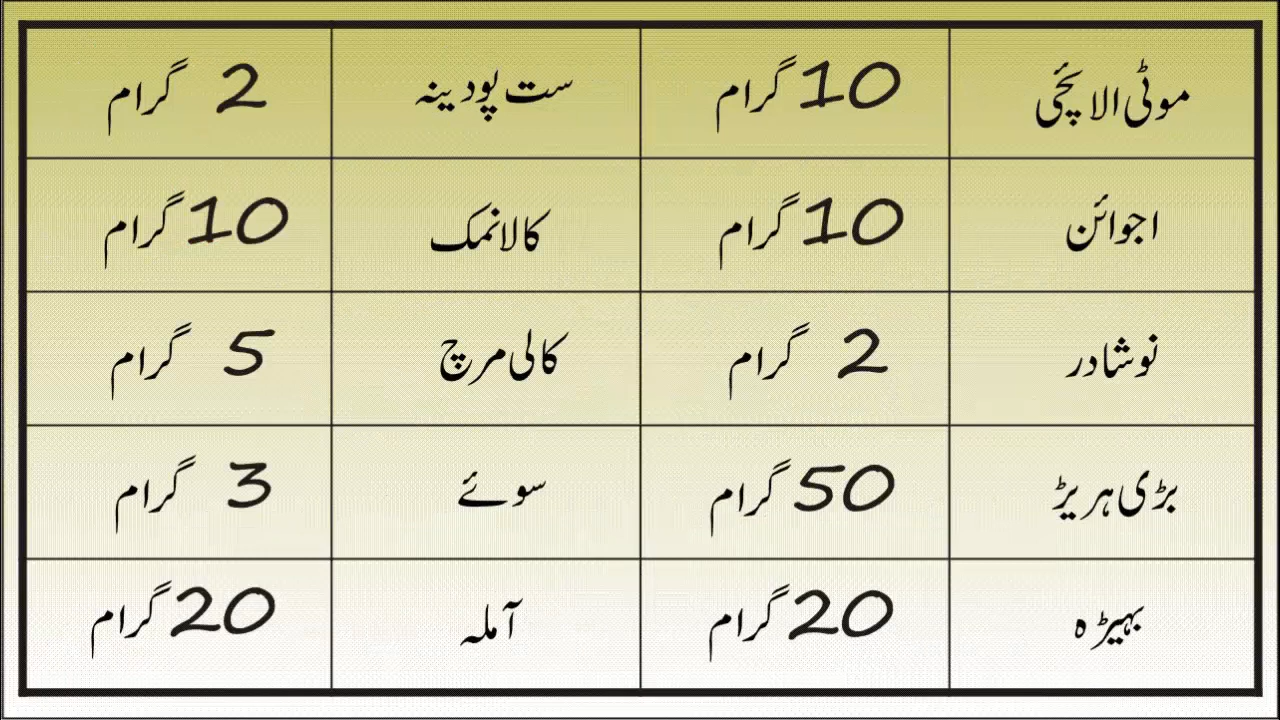 موٹی الائچی 10 گرام ست پودینہ 2 گرام
اجوائن 10 گرام کالا نمک 10 گرام
نوشادر 2 گرام کالی مرچ 5 گرام
بڑی ہریڑ 50 گرام سوئے 3 گرام
بہیڑہ 20 گرام آملہ 20 گرام